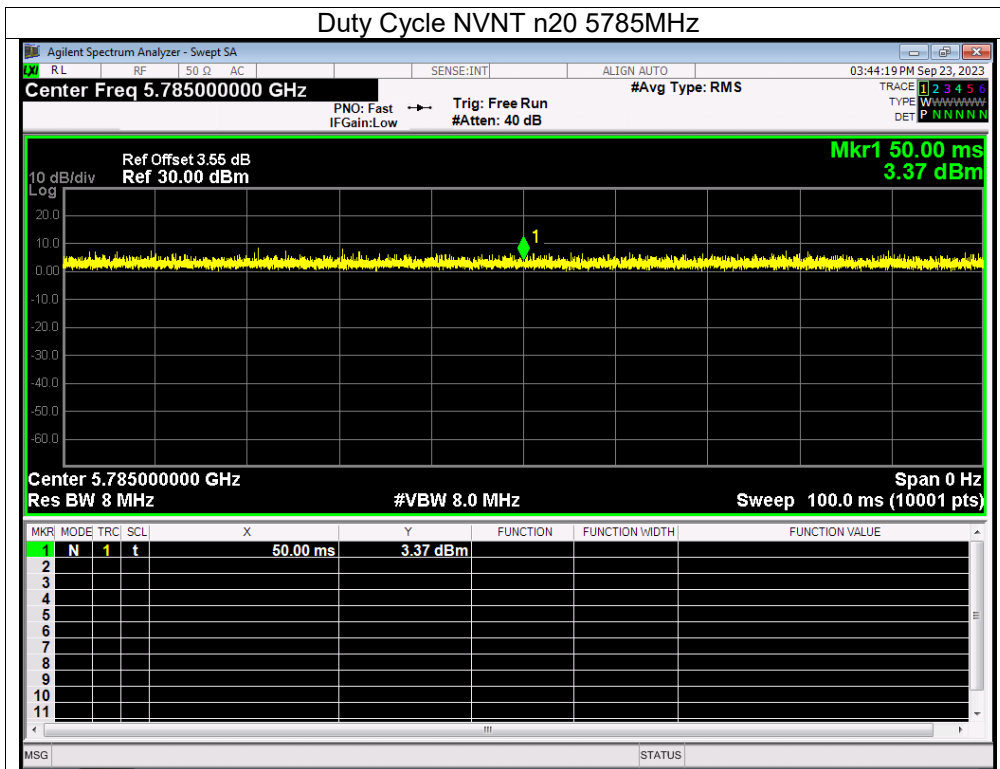 Duty Cycle NVNT n20 5785MHz
Agilent Spectrum Analyzer - Swept SA
LXI RL RF 50 Ω AC SENSE:INT ALIGN AUTO 03:44:19 PM Sep 23, 2023
Center Freq 5.785000000 GHz #Avg Type: RMS TRACE 1 2 3 4 5 6
PNO: Fast Trig: Free Run TYPE WWWWWW
IFGain:Low #Atten: 40 dB DET P N N N N N
Mkr1 50.00 ms
Ref Offset 3.55 dB
10 dB/div Ref 30.00 dBm 3.37 dBm
Log
20.0
10.0
1
0.00
-10.0
-20.0
-30.0
-40.0
-50.0
-60.0
Center 5.785000000 GHz Span 0 Hz
Res BW 8 MHz #VBW 8.0 MHz Sweep 100.0 ms (10001 pts)
MKR MODE TRC SCL X Y FUNCTION FUNCTION WIDTH FUNCTION VALUE
1 N 1 t 50.00 ms 3.37 dBm
2
3
4
5
6
7
8
9
10
11
MSG STATUS